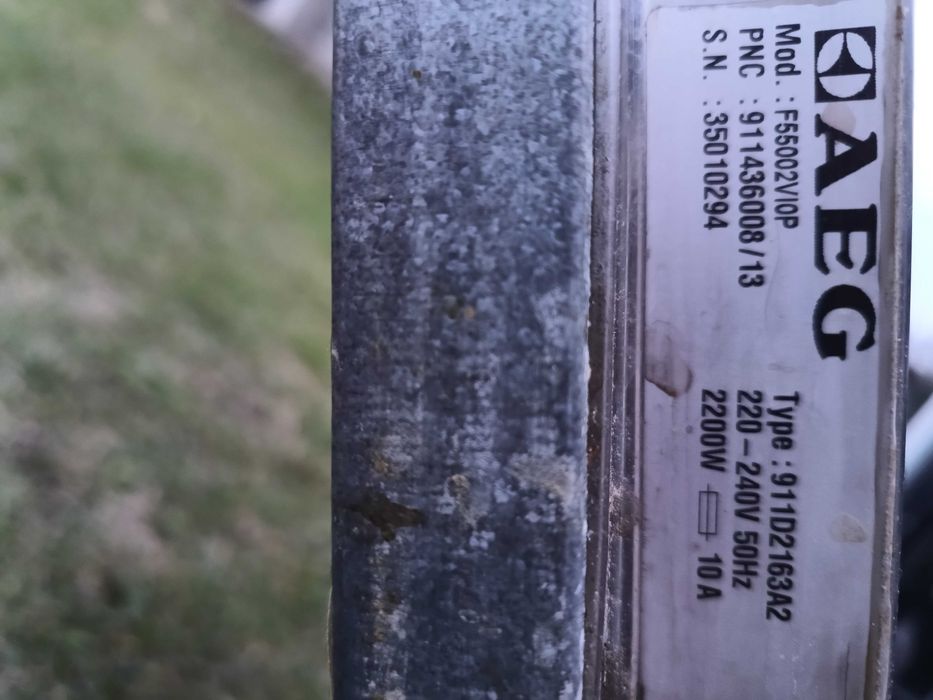 AEG
Mod. : F55002VI0P
PNC : 911436008/13
S.N. : 35010294
Type : 911D2163A2
220-240V 50Hz
2200W 10A